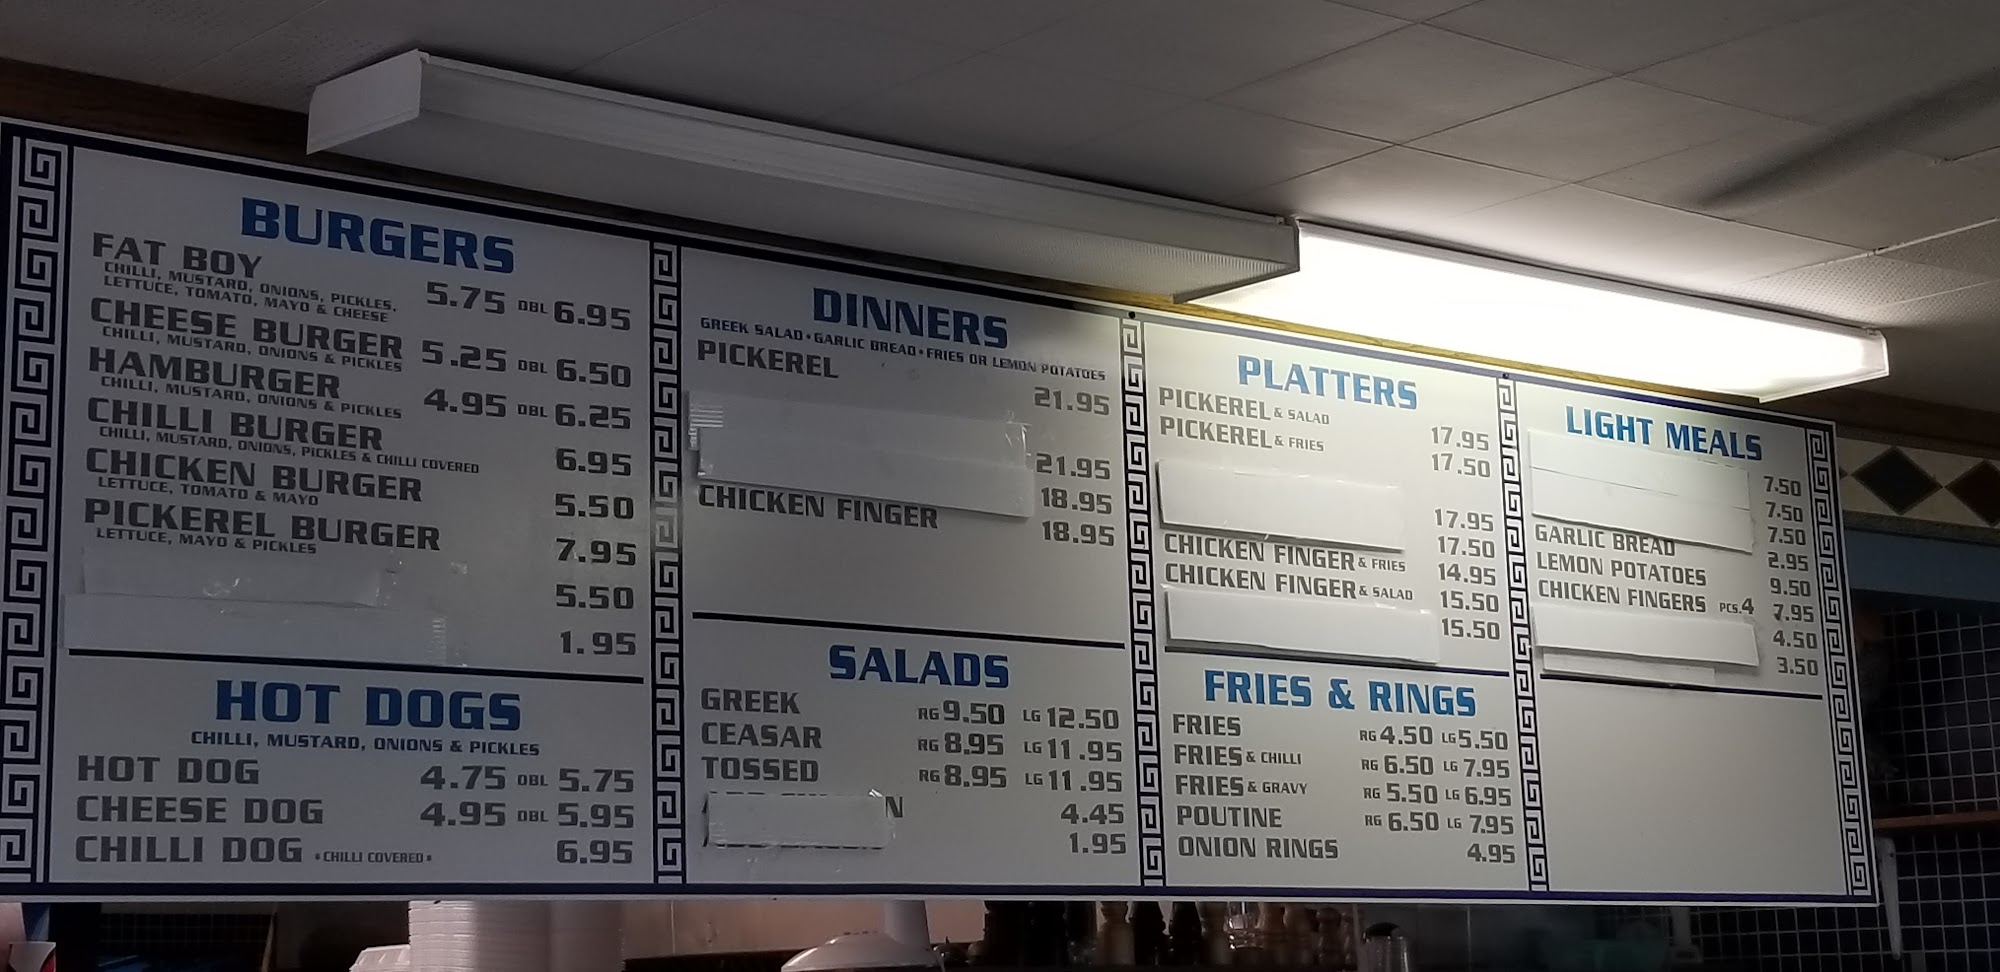 BURGERS
FAT BOY 5.75 DBL 6.95
CHILLI, MUSTARD, ONIONS, PICKLES,
LETTUCE, TOMATO, MAYO & CHEESE
CHEESE BURGER 5.25 DBL 6.50
CHILLI, MUSTARD, ONIONS & PICKLES
HAMBURGER 4.95 DBL 6.25
CHILLI, MUSTARD, ONIONS & PICKLES
CHILLI BURGER 6.95
CHILLI, MUSTARD, ONIONS, PICKLES & CHILLI COVERED
CHICKEN BURGER 5.50
LETTUCE, TOMATO & MAYO
PICKEREL BURGER 7.95
LETTUCE, MAYO & PICKLES
5.50
1.95
HOT DOGS
CHILLI, MUSTARD, ONIONS & PICKLES
HOT DOG 4.75 DBL 5.75
CHEESE DOG 4.95 DBL 5.95
CHILLI DOG • CHILLI COVERED • 6.95
DINNERS
GREEK SALAD • GARLIC BREAD • FRIES OR LEMON POTATOES
PICKEREL 21.95
21.95
18.95
CHICKEN FINGER 18.95
SALADS
GREEK RG 9.50 LG 12.50
CEASAR RG 8.95 LG 11.95
TOSSED RG 8.95 LG 11.95
4.45
1.95
PLATTERS
PICKEREL & SALAD 17.95
PICKEREL & FRIES 17.50
17.95
17.50
CHICKEN FINGER & FRIES 14.95
CHICKEN FINGER & SALAD 15.50
15.50
FRIES & RINGS
FRIES RG 4.50 LG 5.50
FRIES & CHILLI RG 6.50 LG 7.95
FRIES & GRAVY RG 5.50 LG 6.95
POUTINE RG 6.50 LG 7.95
ONION RINGS 4.95
LIGHT MEALS
7.50
7.50
7.50
GARLIC BREAD 2.95
LEMON POTATOES 9.50
CHICKEN FINGERS PCS. 4 7.95
4.50
3.50